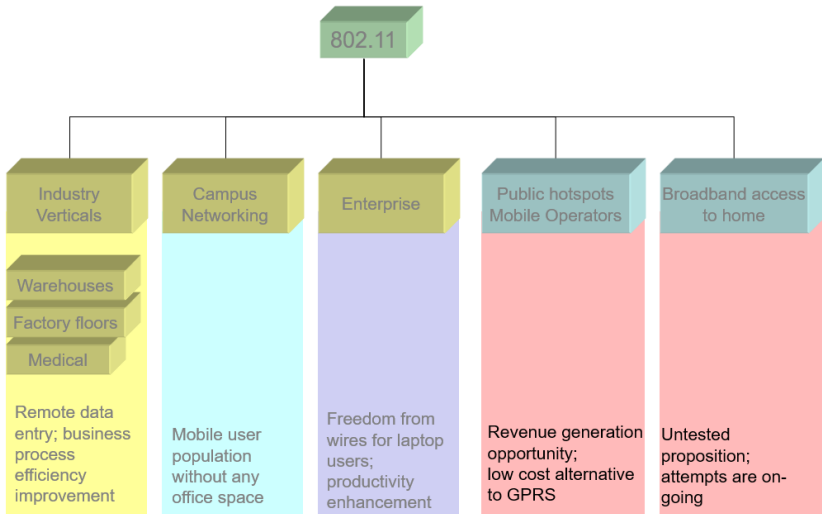 802.11
Industry
Verticals
Campus
Networking
Enterprise
Public hotspots
Mobile Operators
Broadband access
to home
Warehouses
Factory floors
Medical
Remote data
entry; business
process
efficiency
improvement
Mobile user
population
without any
office space
Freedom from
wires for laptop
users;
productivity
enhancement
Revenue generation
opportunity;
low cost alternative
to GPRS
Untested
proposition;
attempts are on-
going